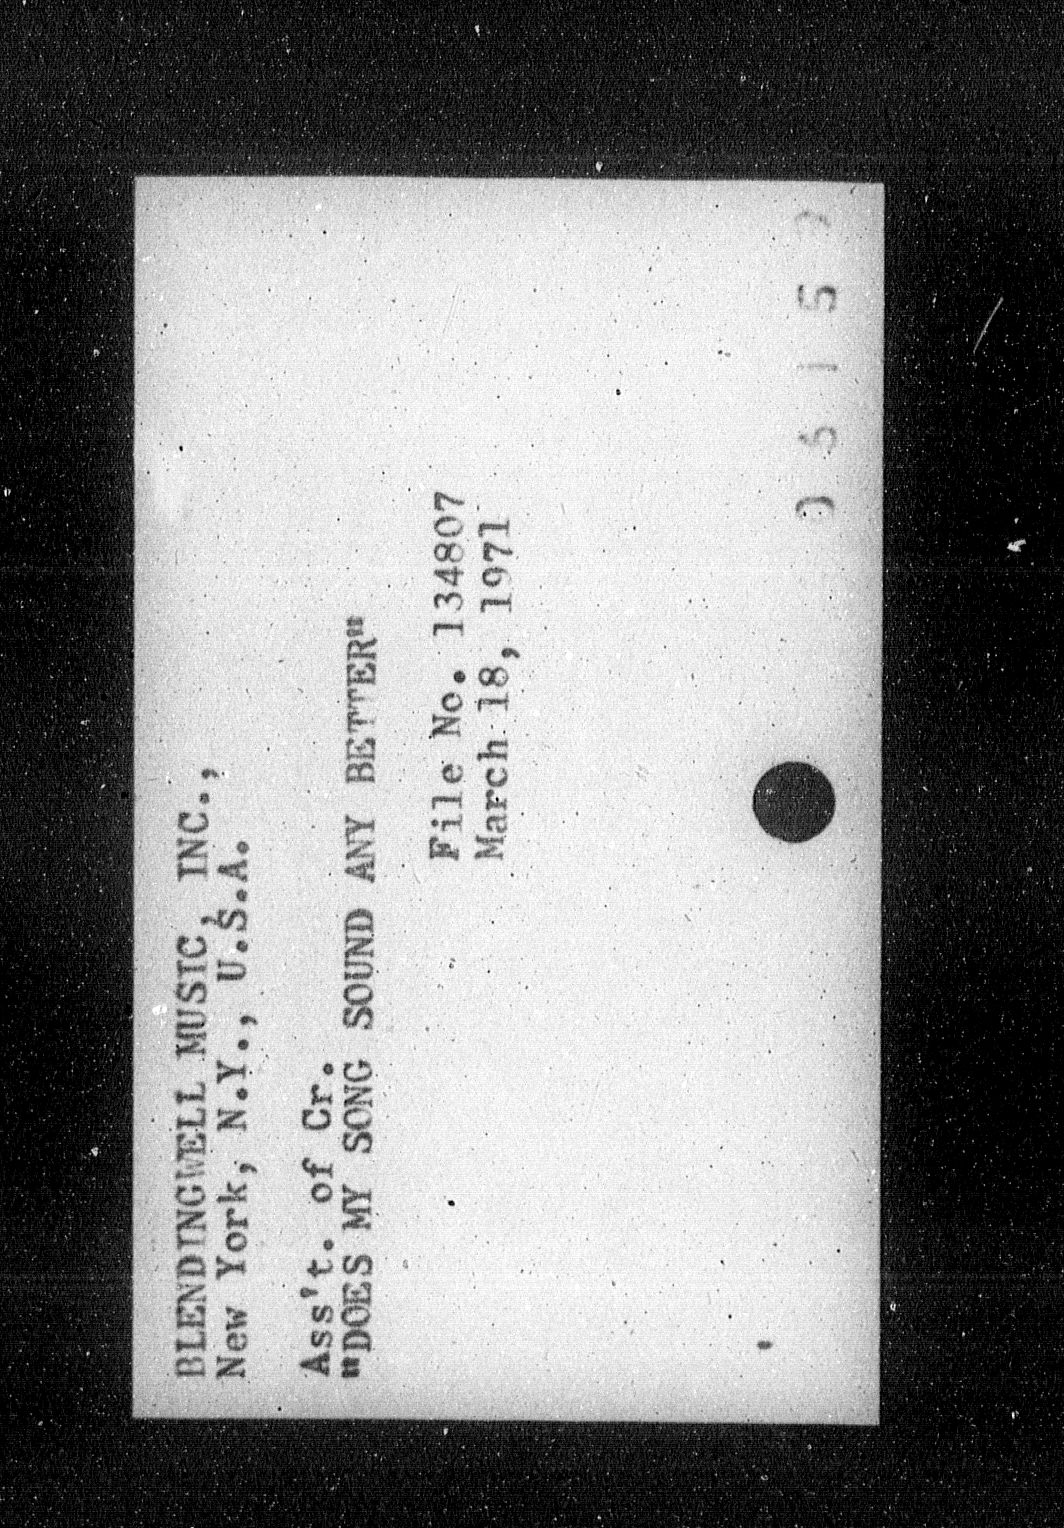 BLENDINGWELL MUSIC, INC.,
New York, N.Y., U.S.A.
Ass't. of Cr.
"DOES MY SONG SOUND ANY BETTER"
File No. 134807
March 18, 1971